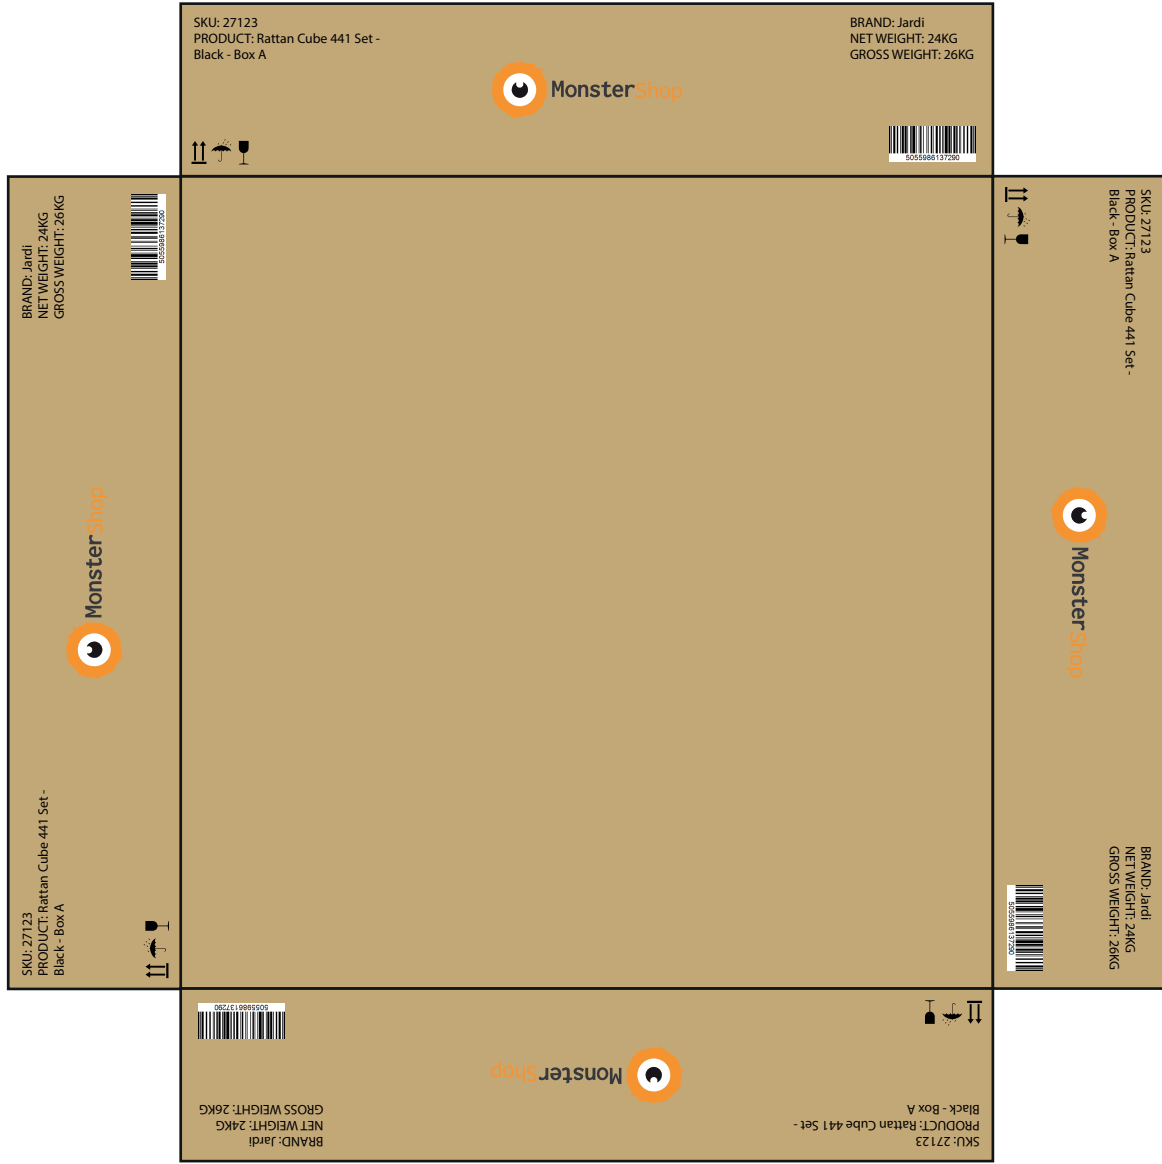 SKU: 27123
PRODUCT: Rattan Cube 441 Set -
Black - Box A
BRAND: Jardi
NET WEIGHT: 24KG
GROSS WEIGHT: 26KG
MonsterShop
5055986137290
BRAND: Jardi
NET WEIGHT: 24KG
GROSS WEIGHT: 26KG
5055986137290
MonsterShop
SKU: 27123
PRODUCT: Rattan Cube 441 Set -
Black - Box A
SKU: 27123
PRODUCT: Rattan Cube 441 Set -
Black - Box A
MonsterShop
BRAND: Jardi
NET WEIGHT: 24KG
GROSS WEIGHT: 26KG
5055986137290
SKU: 27123
PRODUCT: Rattan Cube 441 Set -
Black - Box A
BRAND: Jardi
NET WEIGHT: 24KG
GROSS WEIGHT: 26KG
MonsterShop
5055986137290